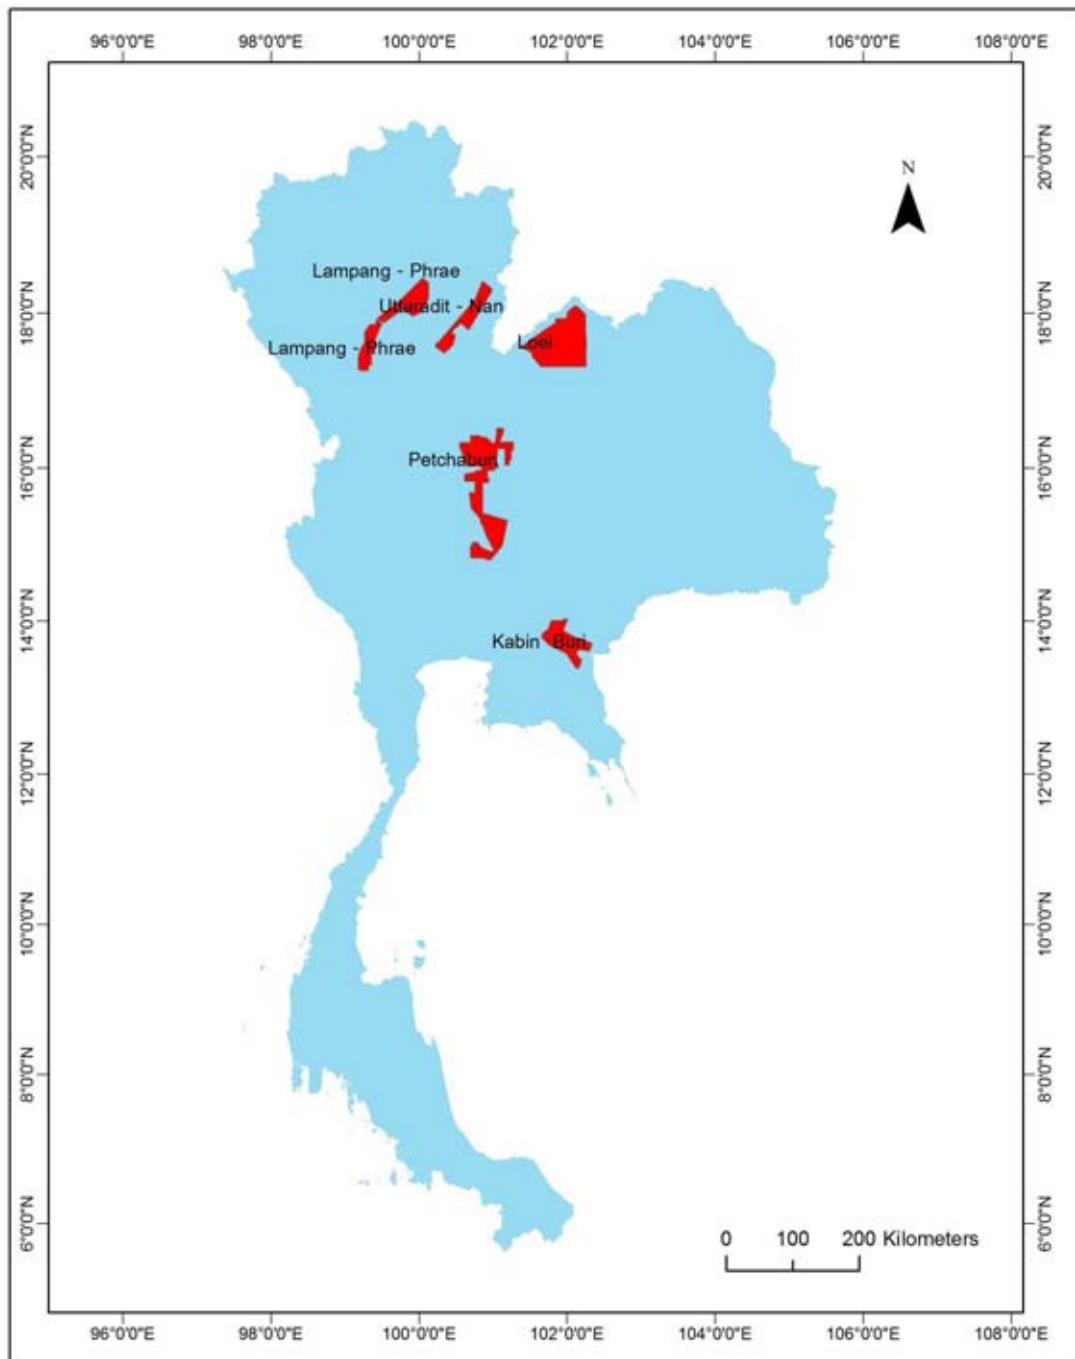 96°0'0"E 98°0'0"E 100°0'0"E 102°0'0"E 104°0'0"E 106°0'0"E 108°0'0"E
20°0'0"N 20°0'0"N
N
Lampang - Phrae
Uttaradit - Nan
18°0'0"N 18°0'0"N
Loei
Lampang - Phrae
Petchaburi
16°0'0"N 16°0'0"N
14°0'0"N 14°0'0"N
Kabin Buri
12°0'0"N 12°0'0"N
10°0'0"N 10°0'0"N
8°0'0"N 8°0'0"N
6°0'0"N 6°0'0"N
0 100 200 Kilometers
96°0'0"E 98°0'0"E 100°0'0"E 102°0'0"E 104°0'0"E 106°0'0"E 108°0'0"E